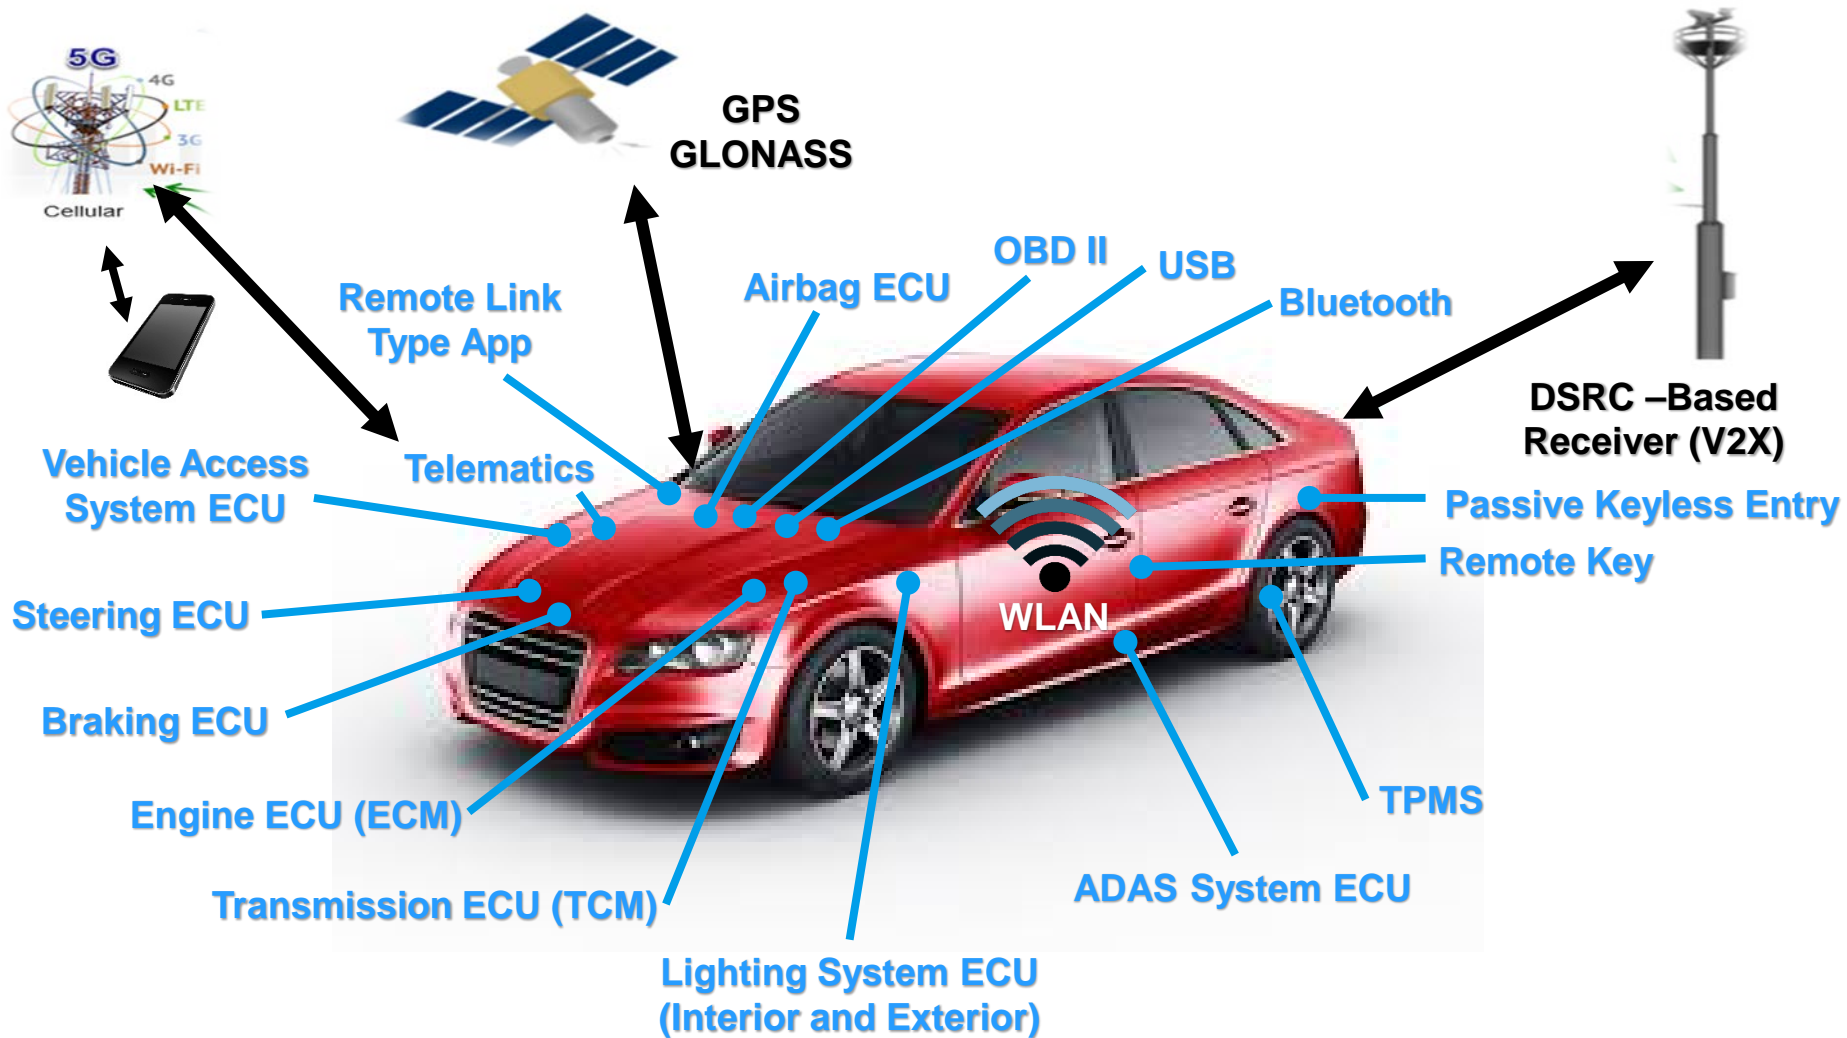 5G
4G
LTE
3G
Wi-Fi
Cellular
GPS
GLONASS
OBD II
USB
Airbag ECU
Bluetooth
Remote Link
Type App
DSRC –Based
Receiver (V2X)
Vehicle Access
System ECU
Telematics
Passive Keyless Entry
Remote Key
WLAN
Steering ECU
Braking ECU
Engine ECU (ECM)
TPMS
Transmission ECU (TCM)
ADAS System ECU
Lighting System ECU
(Interior and Exterior)